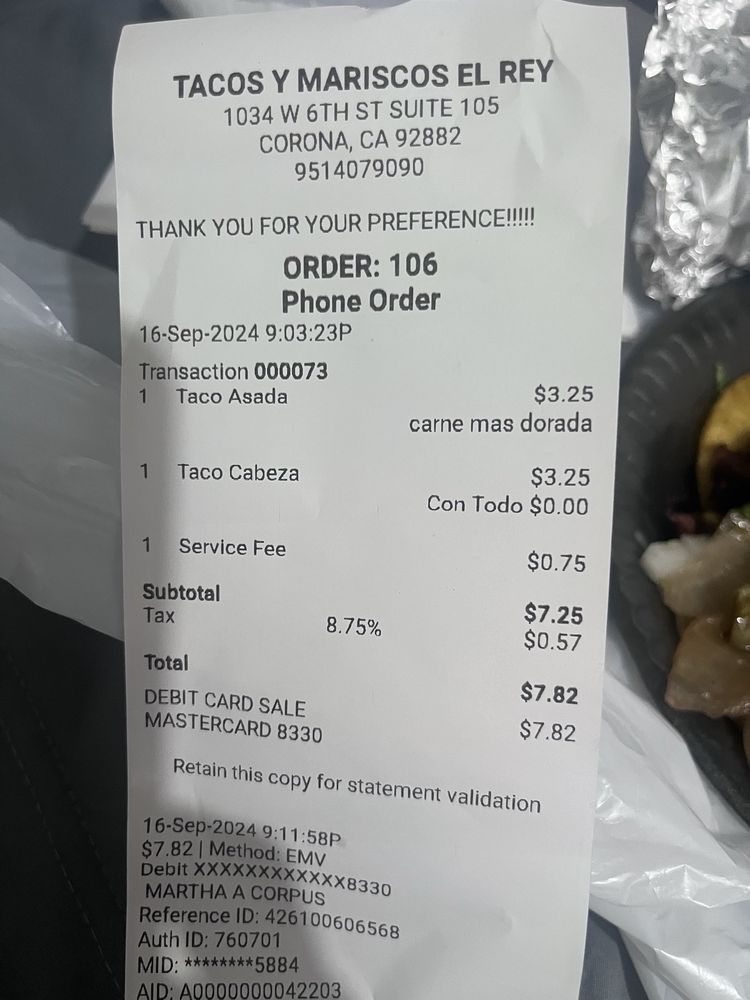 TACOS Y MARISCOS EL REY
1034 W 6TH ST SUITE 105
CORONA, CA 92882
9514079090
THANK YOU FOR YOUR PREFERENCE!!!!!
ORDER: 106
Phone Order
16-Sep-2024 9:03:23P
Transaction 000073
1 Taco Asada $3.25
carne mas dorada
1 Taco Cabeza $3.25
Con Todo $0.00
1 Service Fee $0.75
Subtotal $7.25
Tax 8.75% $0.57
Total $7.82
DEBIT CARD SALE $7.82
MASTERCARD 8330
Retain this copy for statement validation
16-Sep-2024 9:11:58P
$7.82 | Method: EMV
Debit XXXXXXXXXXXX8330
MARTHA A CORPUS
Reference ID: 426100606568
Auth ID: 760701
MID: ********5884
AID: A0000000042203